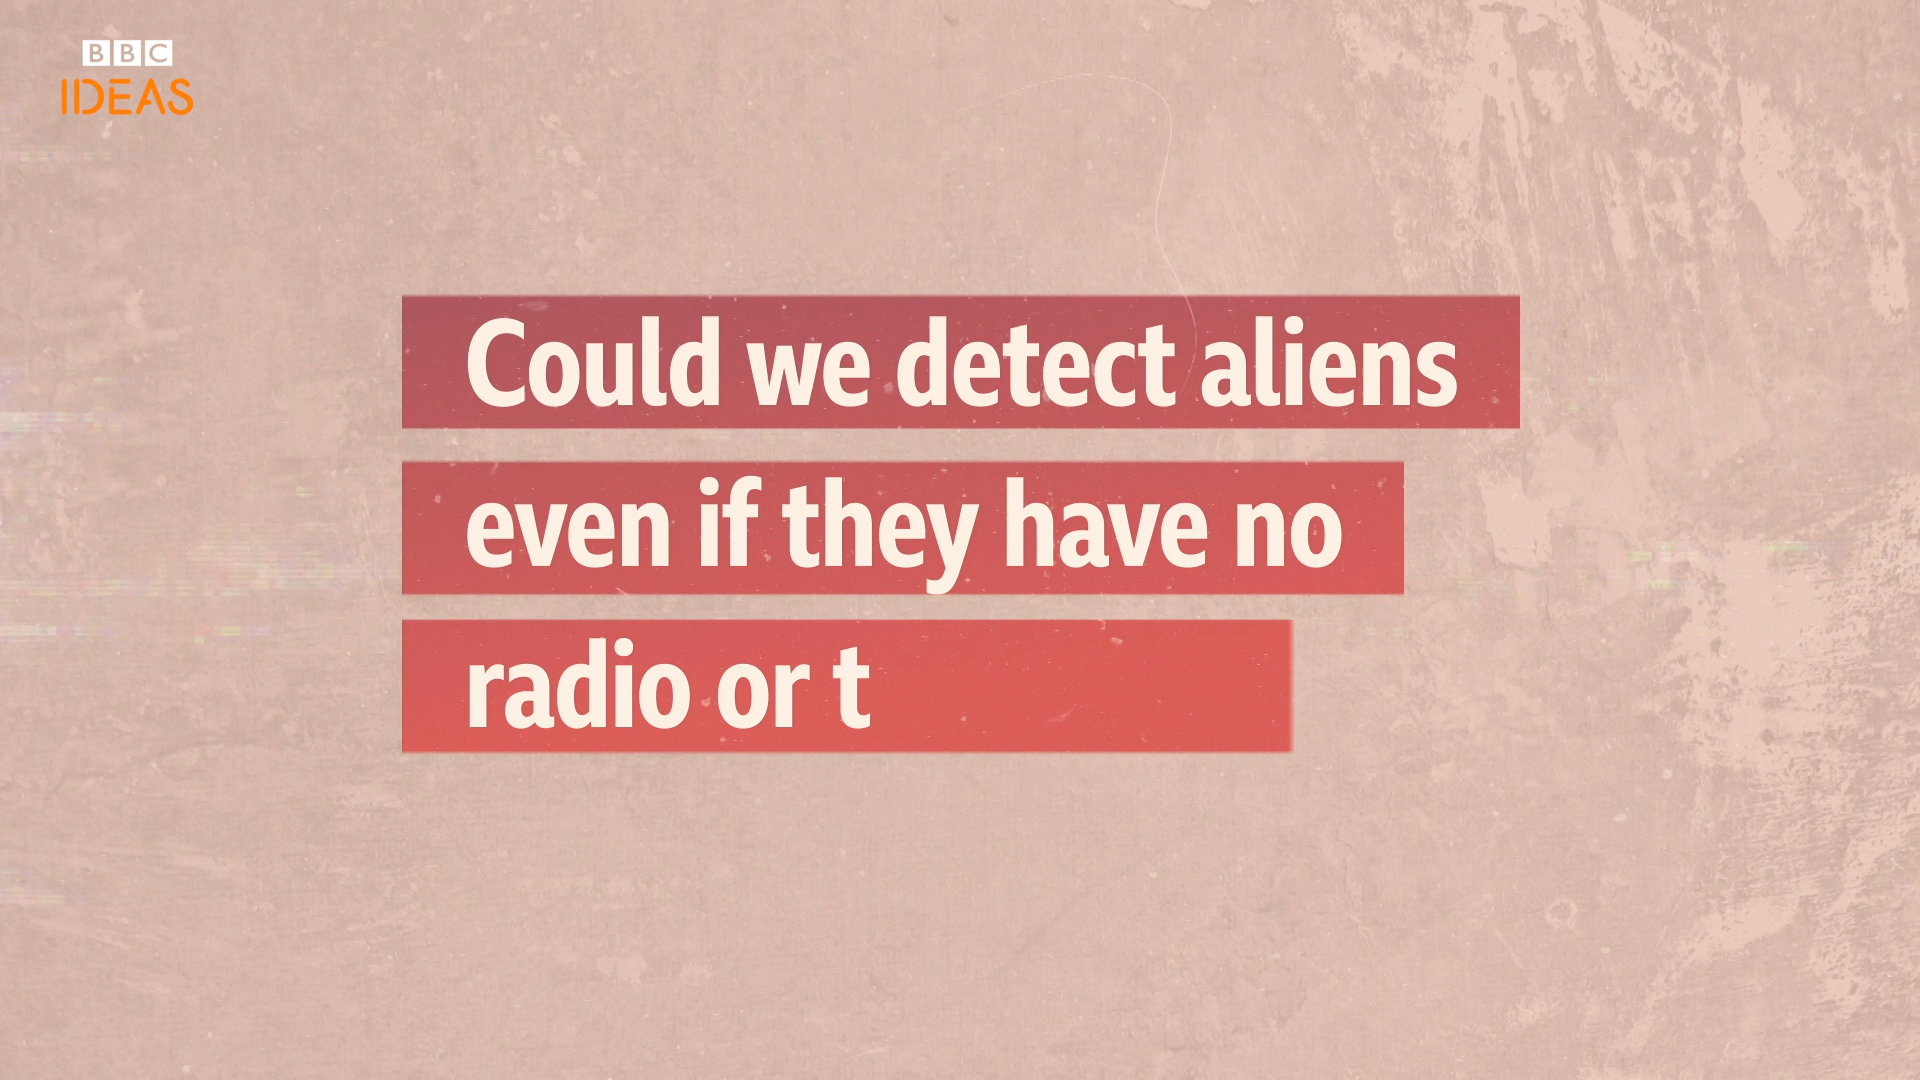 BBC
IDEAS
Could we detect aliens
even if they have no
radio or t